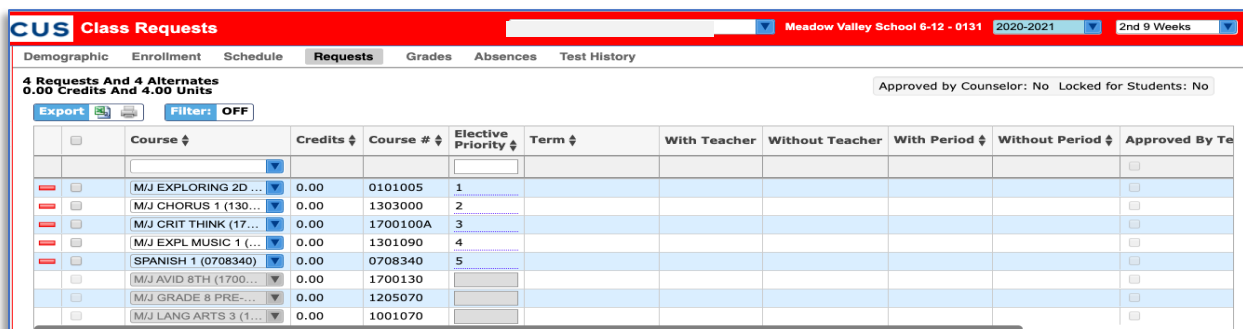 CUS Class Requests Meadow Valley School 6-12 - 0131 2020-2021 2nd 9 Weeks
Demographic Enrollment Schedule Requests Grades Absences Test History
4 Requests And 4 Alternates
0.00 Credits And 4.00 Units
Approved by Counselor: No Locked for Students: No
Export Filter: OFF
Course Credits Course # Elective Priority Term With Teacher Without Teacher With Period Without Period Approved By Te
M/J EXPLORING 2D ... 0.00 0101005 1
M/J CHORUS 1 (130... 0.00 1303000 2
M/J CRIT THINK (17... 0.00 1700100A 3
M/J EXPL MUSIC 1 (... 0.00 1301090 4
SPANISH 1 (0708340) 0.00 0708340 5
M/J AVID 8TH (1700... 0.00 1700130
M/J GRADE 8 PRE-... 0.00 1205070
M/J LANG ARTS 3 (1... 0.00 1001070